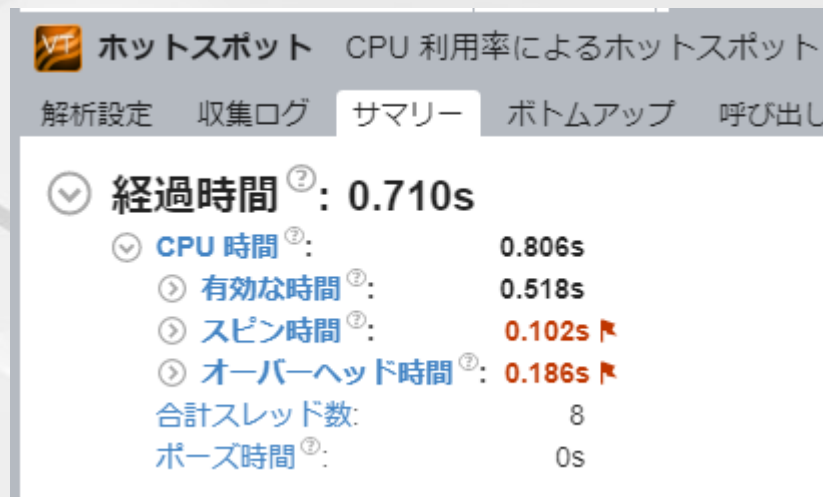 VT ホットスポット CPU 利用率によるホットスポット
解析設定 収集ログ サマリー ボトムアップ 呼び出し
経過時間?: 0.710s
CPU 時間?: 0.806s
有効な時間?: 0.518s
スピン時間?: 0.102s
オーバーヘッド時間?: 0.186s
合計スレッド数: 8
ポーズ時間?: 0s